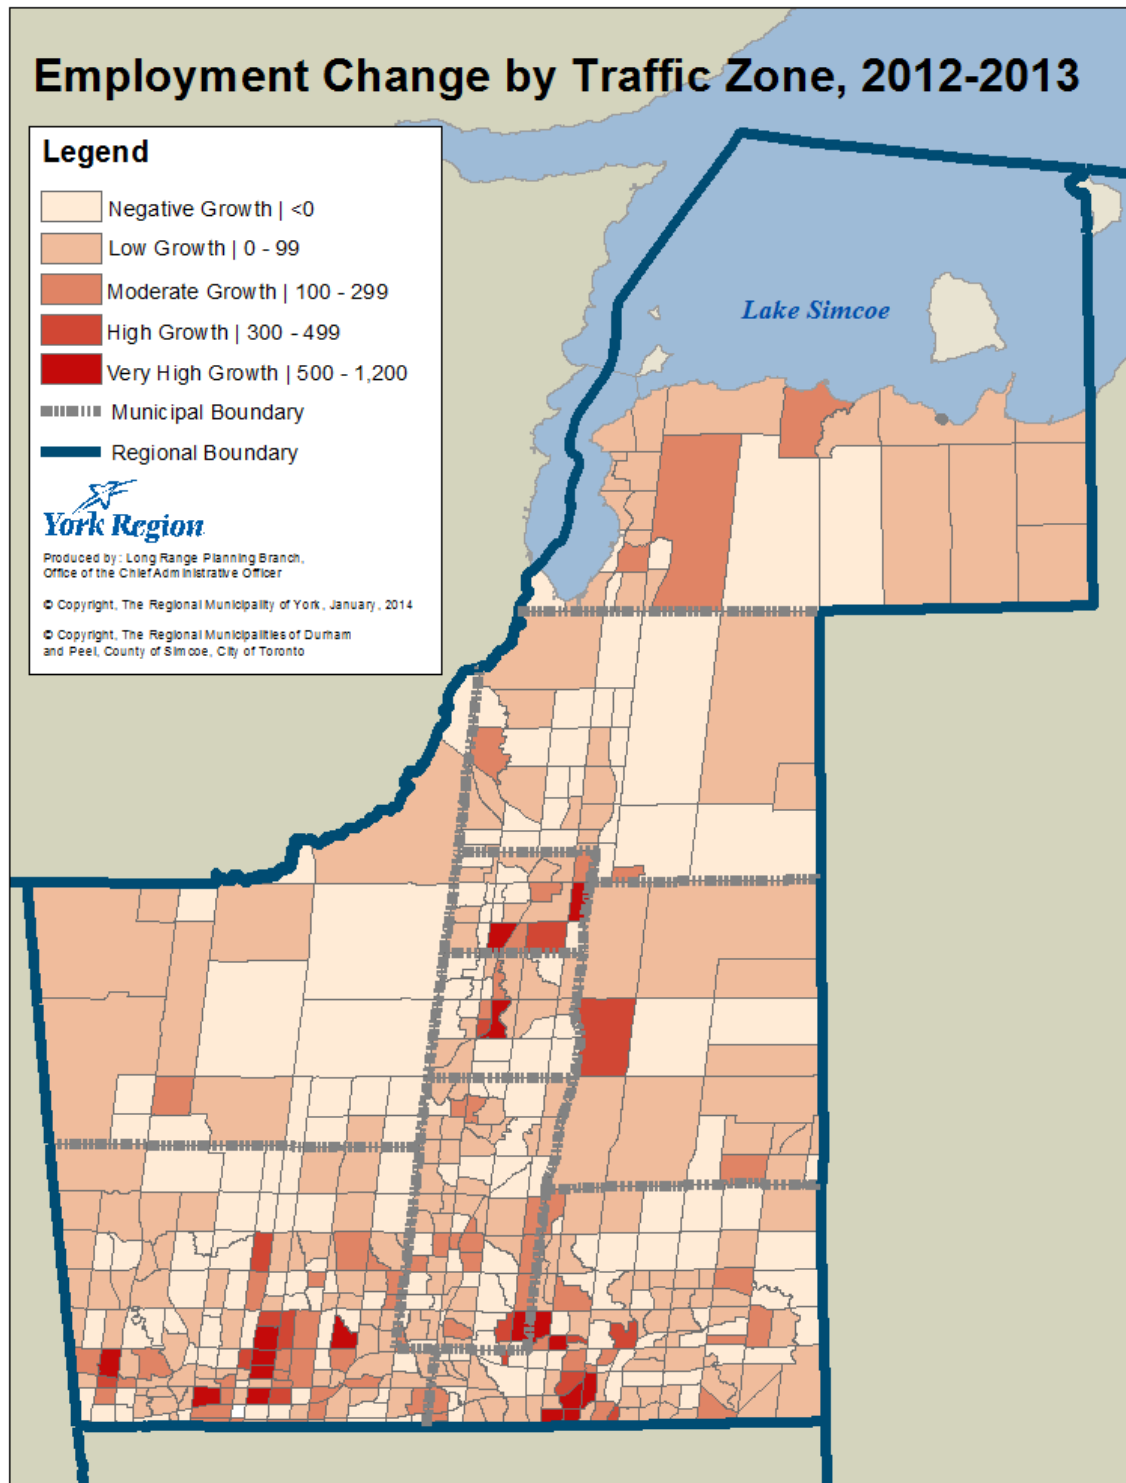 Employment Change by Traffic Zone, 2012-2013
Legend
Negative Growth | <0
Low Growth | 0 - 99
Moderate Growth | 100 - 299
High Growth | 300 - 499
Very High Growth | 500 - 1,200
Municipal Boundary
Regional Boundary
York Region
Produced by: Long Range Planning Branch,
Office of the Chief Administrative Officer
© Copyright, The Regional Municipality of York, January, 2014
© Copyright, The Regional Municipalities of Durham
and Peel, County of Simcoe, City of Toronto
Lake Simcoe